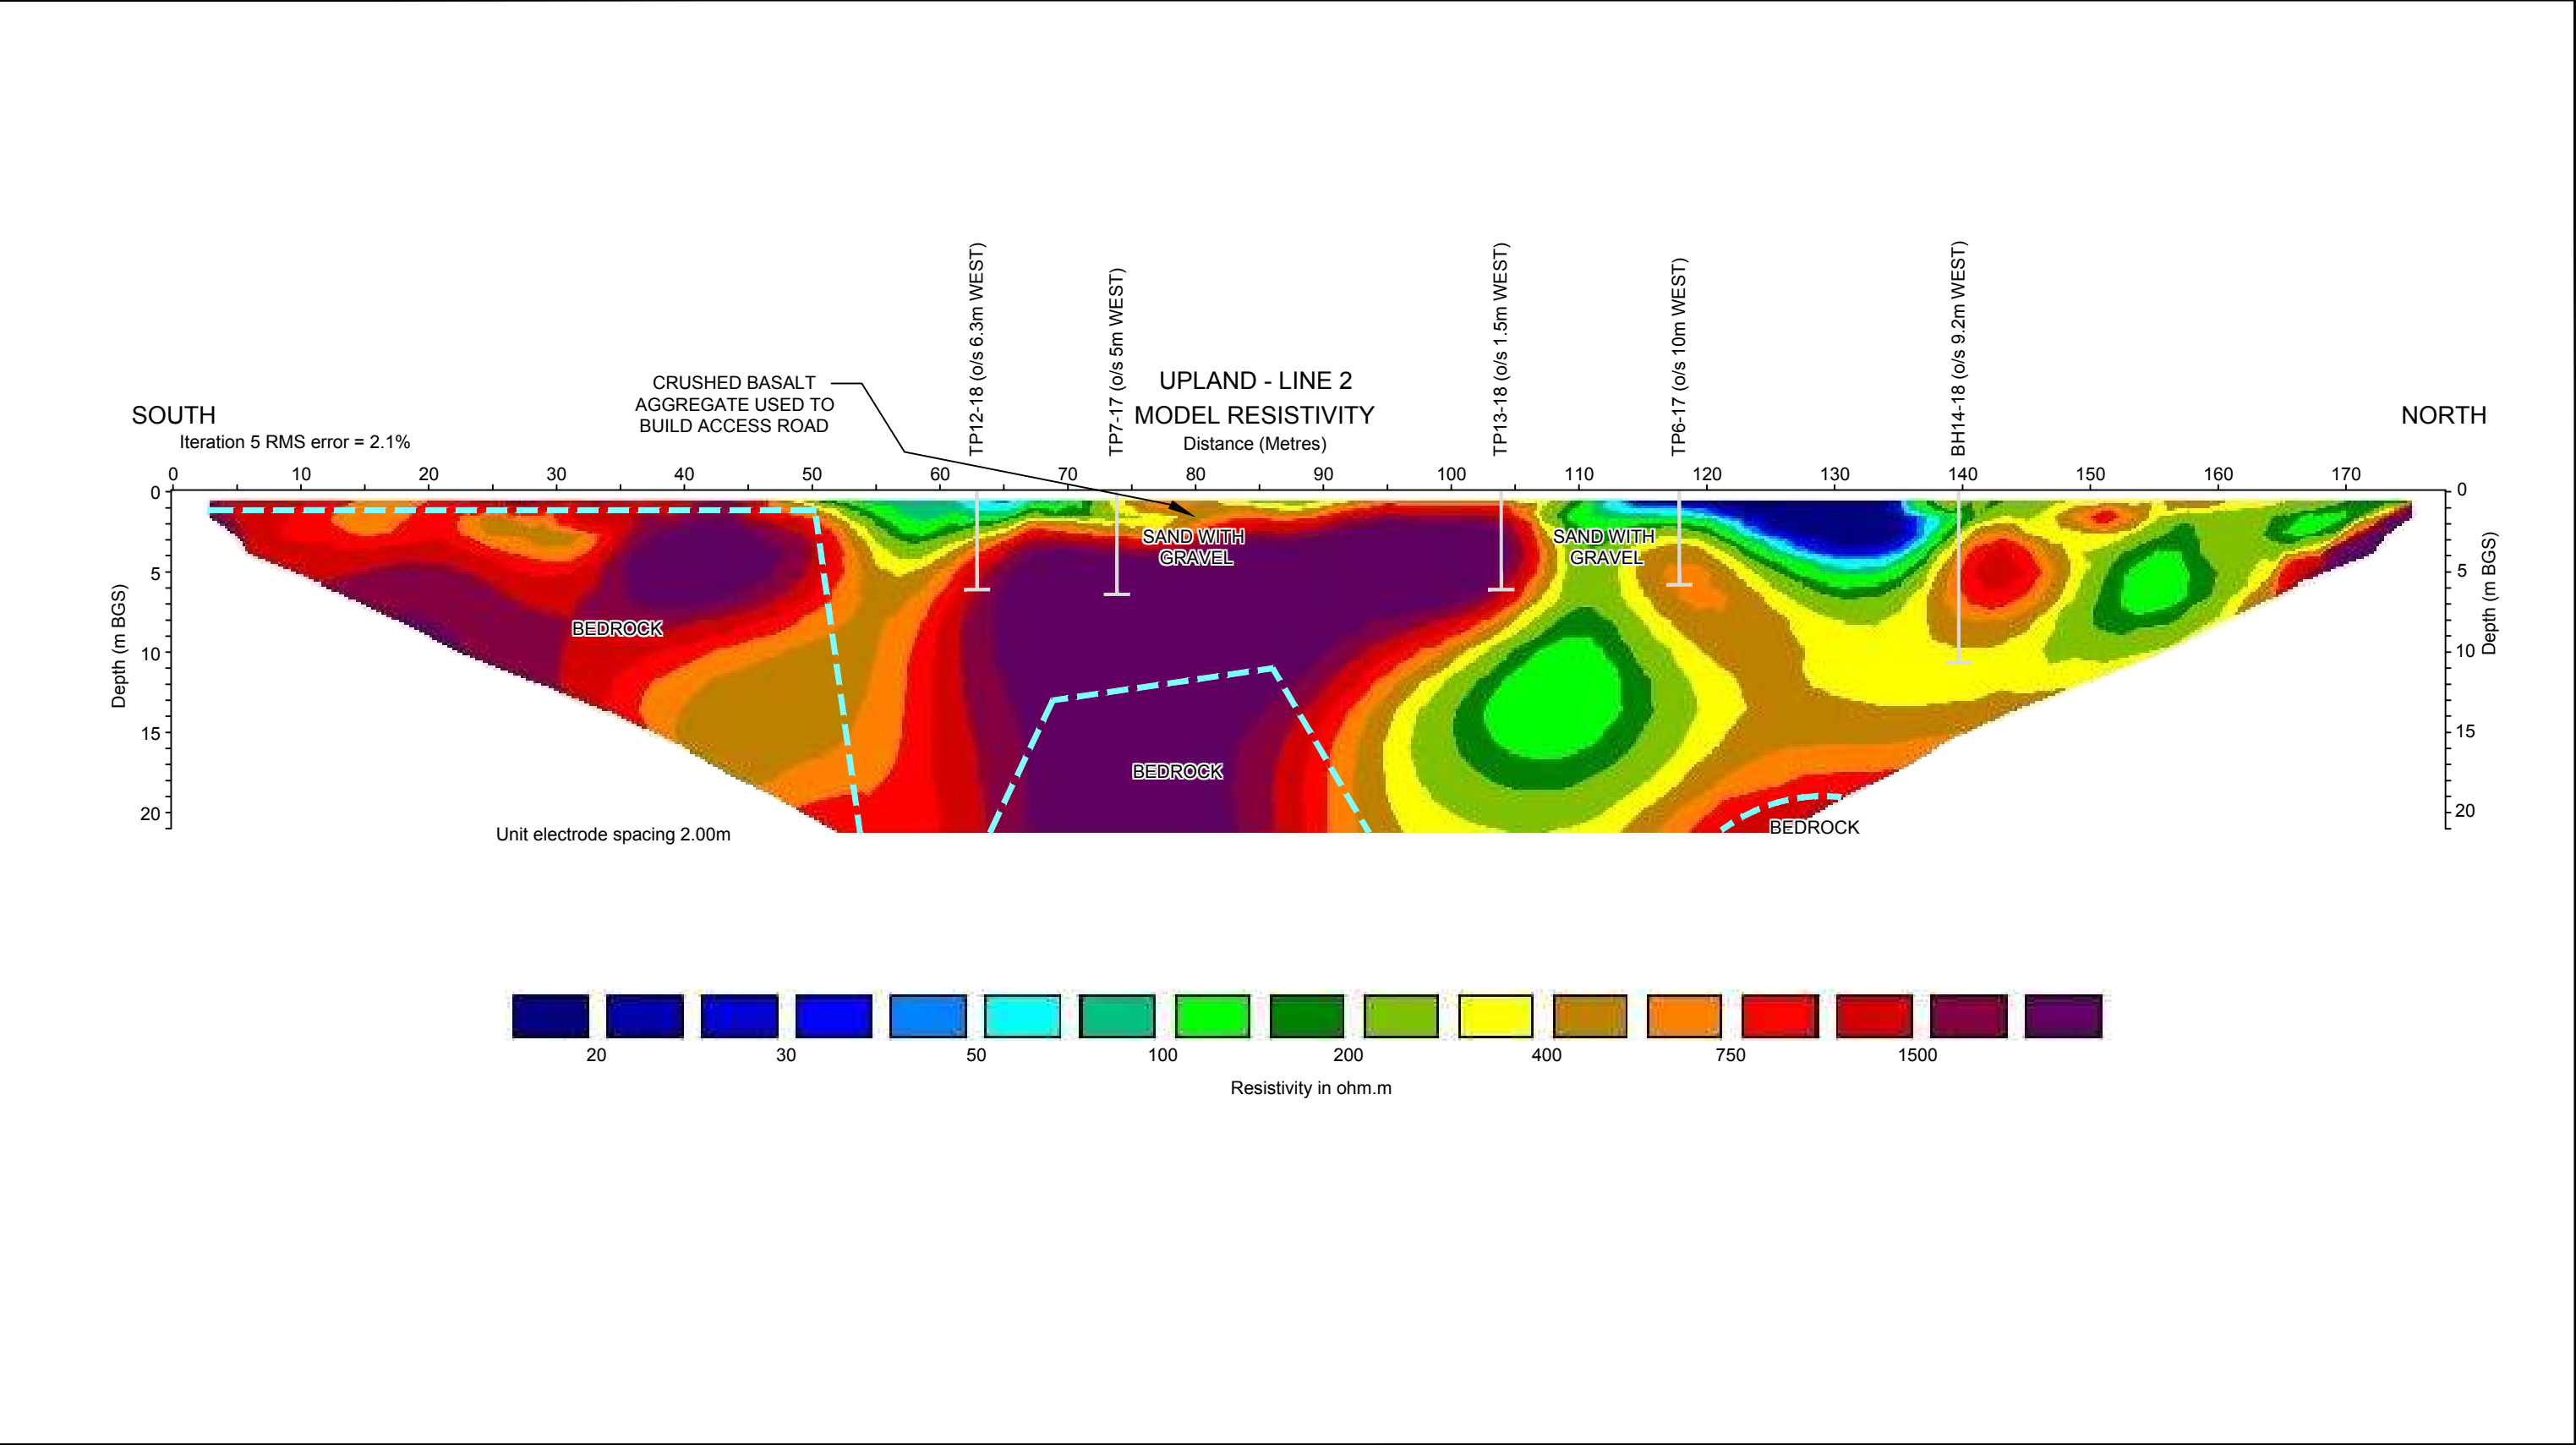 TP12-18 (o/s 6.3m WEST)
TP7-17 (o/s 5m WEST)
TP13-18 (o/s 1.5m WEST)
TP6-17 (o/s 10m WEST)
BH14-18 (o/s 9.2m WEST)
CRUSHED BASALT
AGGREGATE USED TO
BUILD ACCESS ROAD
UPLAND - LINE 2
MODEL RESISTIVITY
Distance (Metres)
SOUTH
NORTH
Iteration 5 RMS error = 2.1%
0 10 20 30 40 50 60 70 80 90 100 110 120 130 140 150 160 170
Depth (m BGS)
0
5
10
15
20
SAND WITH
GRAVEL
SAND WITH
GRAVEL
BEDROCK
BEDROCK
BEDROCK
0
5
10
15
20
Depth (m BGS)
Unit electrode spacing 2.00m
20 30 50 100 200 400 750 1500
Resistivity in ohm.m